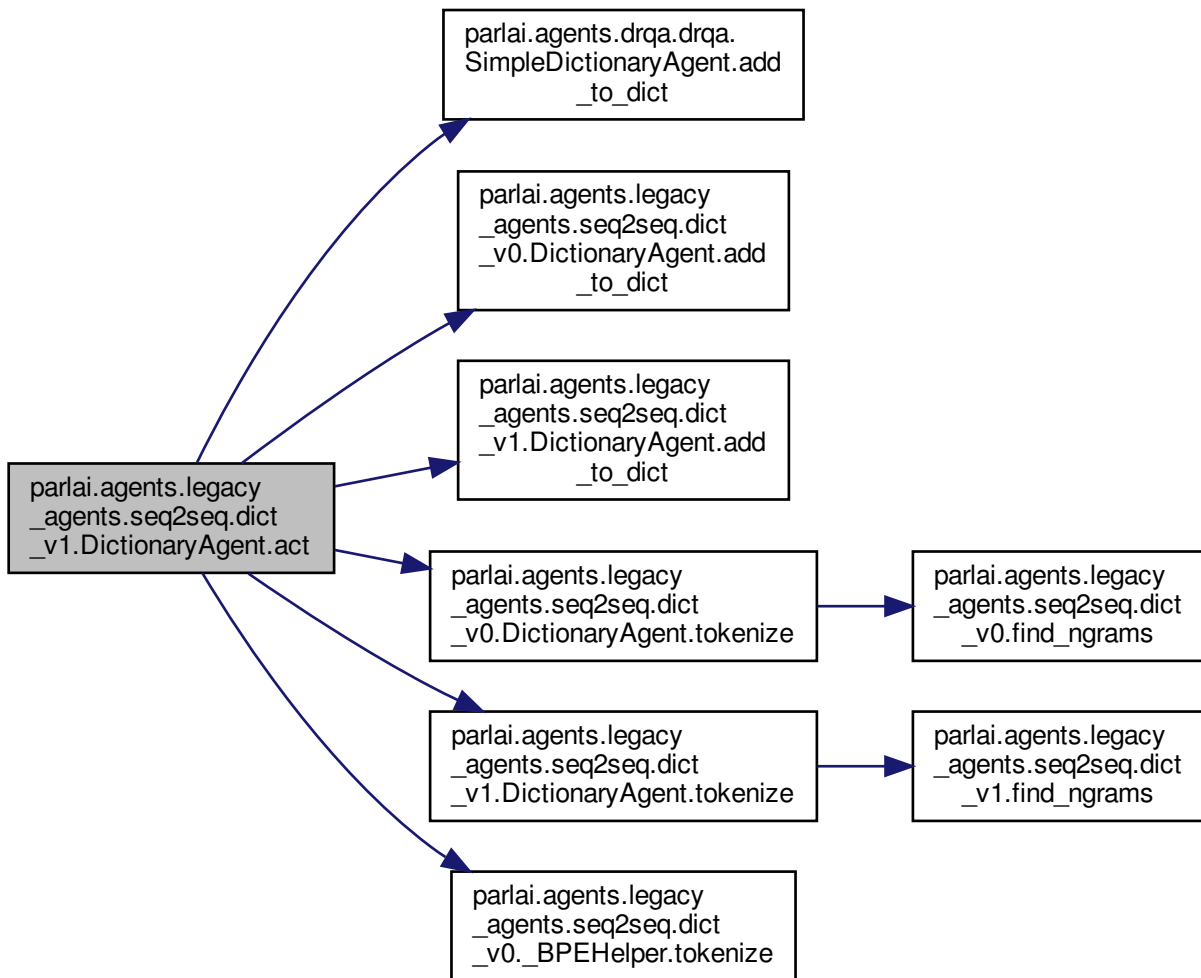 parlai.agents.drqa.drqa.
SimpleDictionaryAgent.add
_to_dict
parlai.agents.legacy
_agents.seq2seq.dict
_v0.DictionaryAgent.add
_to_dict
parlai.agents.legacy
_agents.seq2seq.dict
_v1.DictionaryAgent.add
_to_dict
parlai.agents.legacy
_agents.seq2seq.dict
_v1.DictionaryAgent.act
parlai.agents.legacy
_agents.seq2seq.dict
_v0.DictionaryAgent.tokenize
parlai.agents.legacy
_agents.seq2seq.dict
_v0.find_ngrams
parlai.agents.legacy
_agents.seq2seq.dict
_v1.DictionaryAgent.tokenize
parlai.agents.legacy
_agents.seq2seq.dict
_v1.find_ngrams
parlai.agents.legacy
_agents.seq2seq.dict
_v0._BPEHelper.tokenize